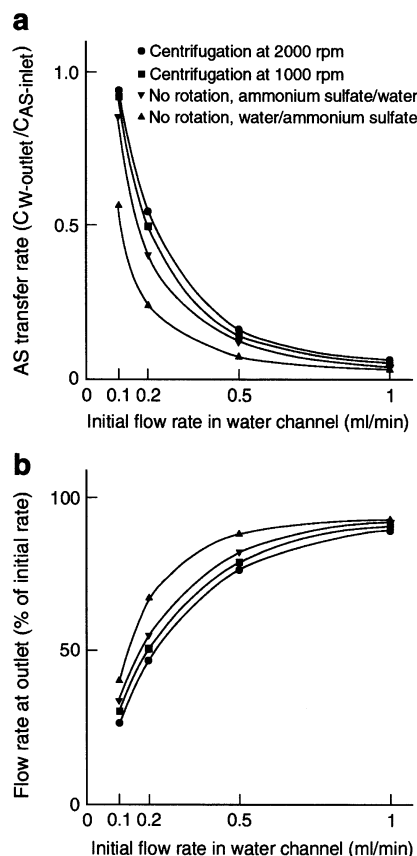 a
Centrifugation at 2000 rpm
Centrifugation at 1000 rpm
No rotation, ammonium sulfate/water
No rotation, water/ammonium sulfate
AS transfer rate (CW-outlet/CAS-inlet)
1.0
0.5
0
0 0.1 0.2 0.5 1
Initial flow rate in water channel (ml/min)
b
Flow rate at outlet (% of initial rate)
100
50
0
0 0.1 0.2 0.5 1
Initial flow rate in water channel (ml/min)